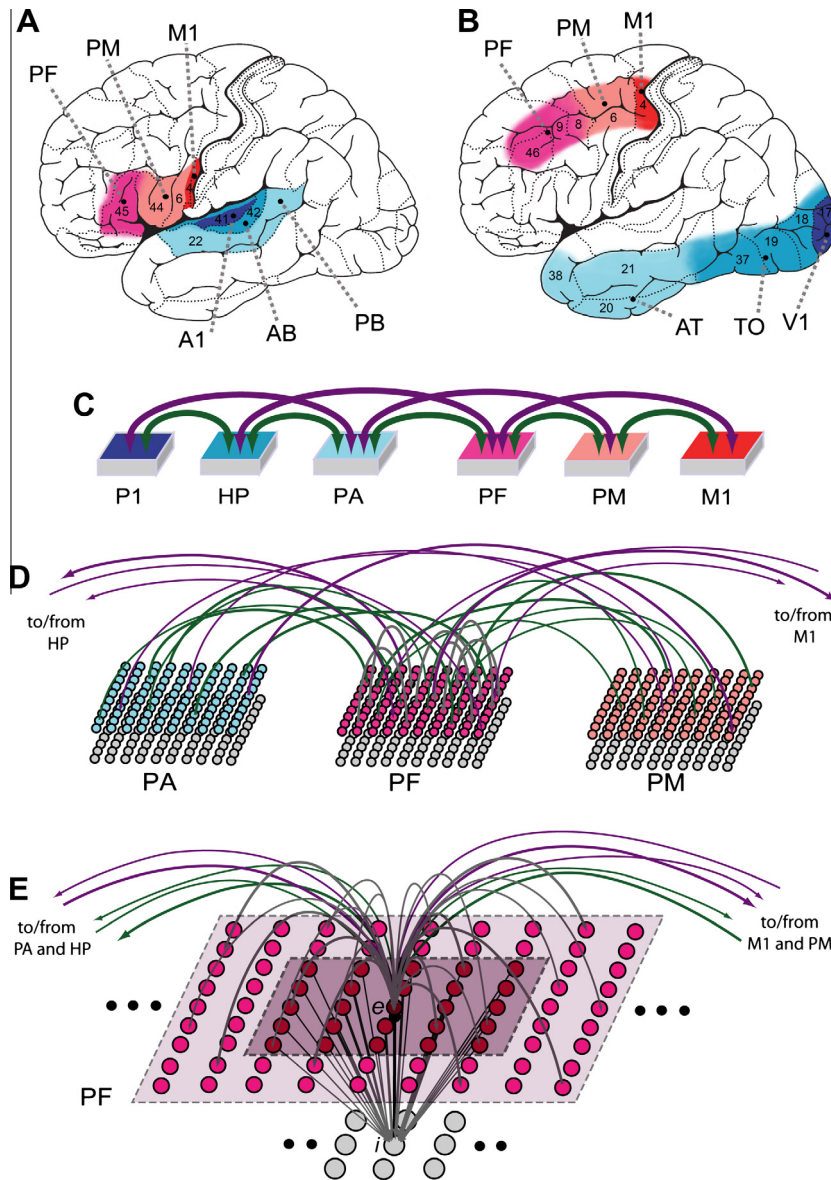 A
PF
PM
M1
45
44
6
4
41
42
22
A1
AB
PB
B
PF
PM
M1
46
9
8
6
4
38
21
20
37
19
18
17
AT
TO
V1
C
P1
HP
PA
PF
PM
M1
D
to/from
HP
to/from
M1
PA
PF
PM
E
to/from
PA and HP
to/from
M1 and PM
e
PF
i